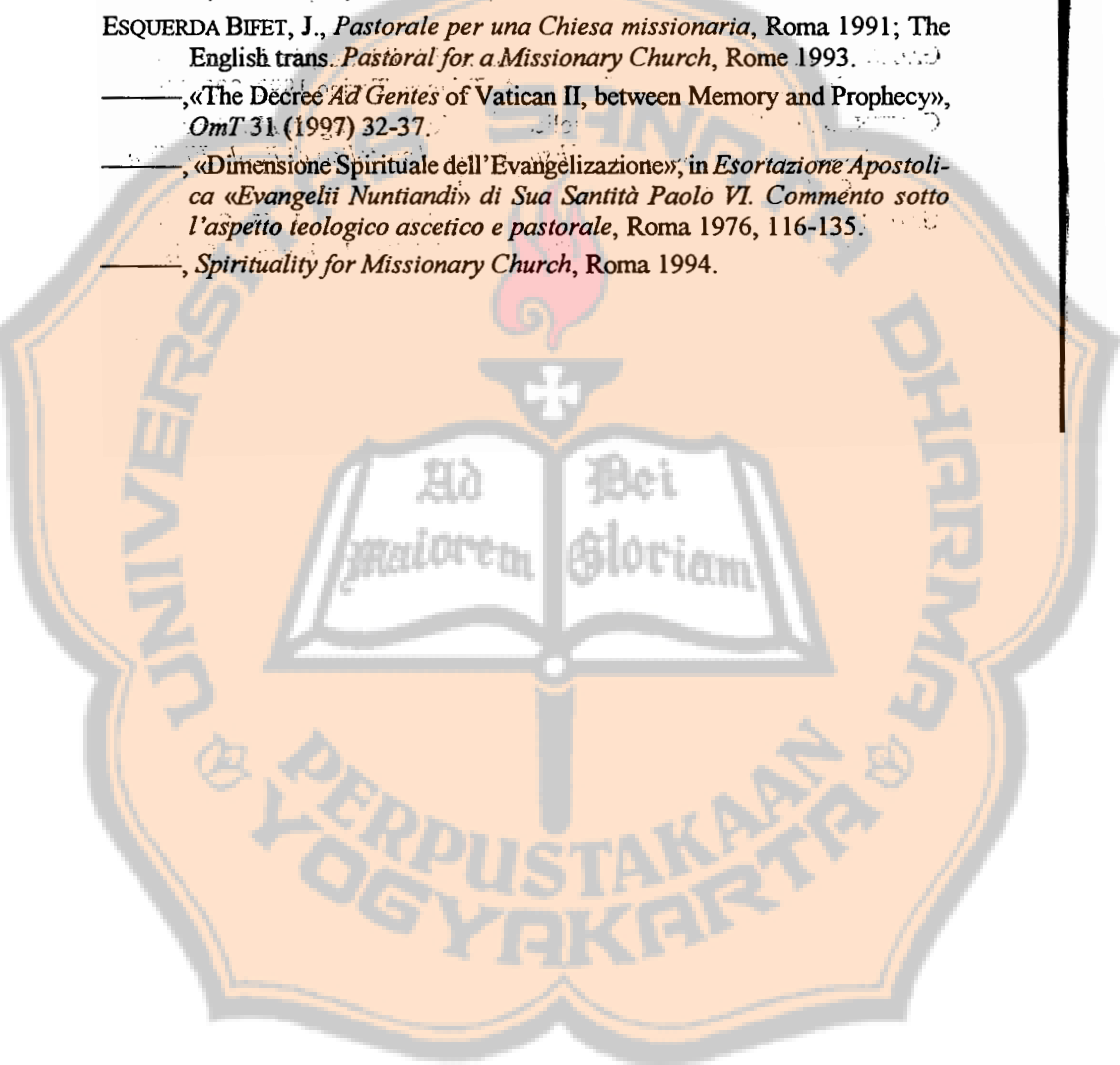 ESQUERDA BIFET, J., Pastorale per una Chiesa missionaria, Roma 1991; The
English trans. Pastoral for a Missionary Church, Rome 1993.
———, «The Decree Ad Gentes of Vatican II, between Memory and Prophecy»,
OmT 31 (1997) 32-37.
———, «Dimensione Spirituale dell'Evangelizazione», in Esortazione Apostoli-
ca «Evangelii Nuntiandi» di Sua Santità Paolo VI. Commento sotto
l'aspetto teologico ascetico e pastorale, Roma 1976, 116-135.
———, Spirituality for Missionary Church, Roma 1994.
UNIVERSITAS SANATA DHARMA
Ad maiorem
Dei Gloriam
PERPUSTAKAAN
YOGYAKARTA